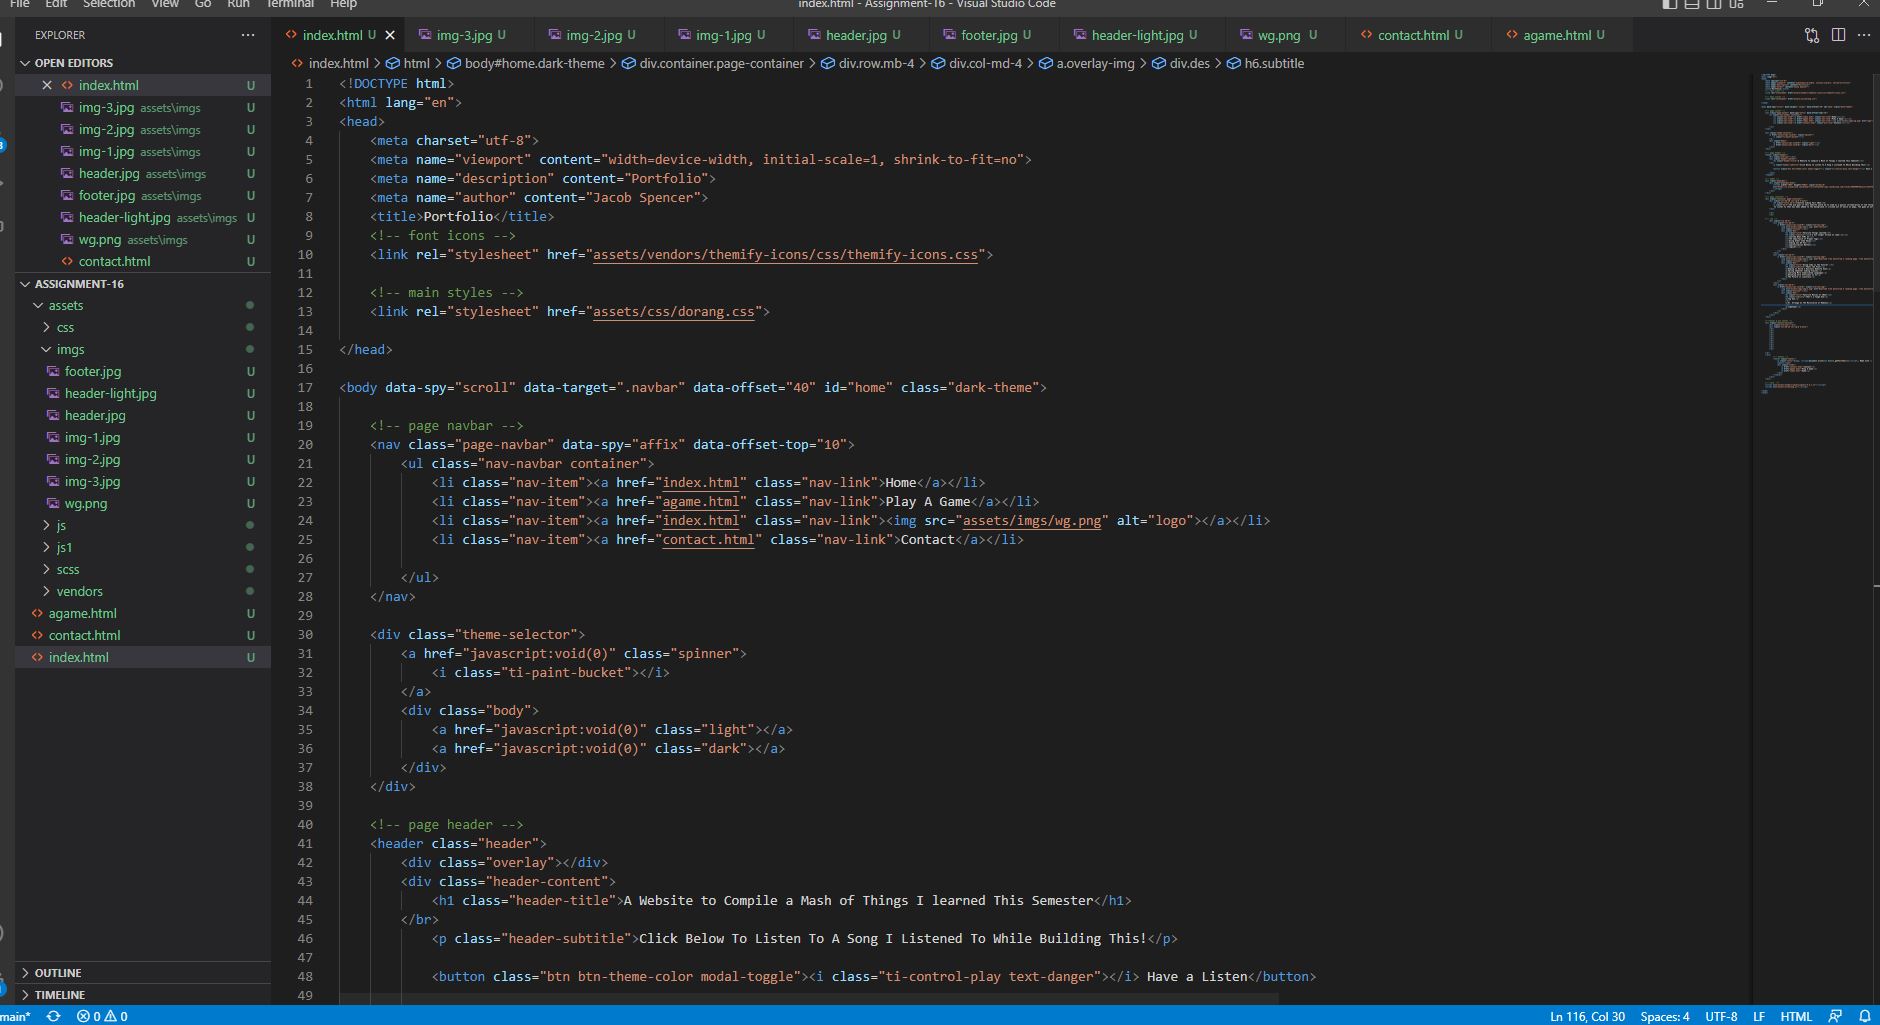 File Edit Selection View Go Run Terminal Help
index.html - Assignment-16 - Visual Studio Code
EXPLORER ...
OPEN EDITORS
index.html U
img-3.jpg assets\imgs U
img-2.jpg assets\imgs U
img-1.jpg assets\imgs U
header.jpg assets\imgs U
footer.jpg assets\imgs U
header-light.jpg assets\imgs U
wg.png assets\imgs U
contact.html U
ASSIGNMENT-16
assets
css
imgs
footer.jpg U
header-light.jpg U
header.jpg U
img-1.jpg U
img-2.jpg U
img-3.jpg U
wg.png U
js
js1
scss
vendors
agame.html U
contact.html U
index.html U
OUTLINE
TIMELINE
index.html U img-3.jpg U img-2.jpg U img-1.jpg U header.jpg U footer.jpg U header-light.jpg U wg.png U contact.html U agame.html U
index.html > html > body#home.dark-theme > div.container.page-container > div.row.mb-4 > div.col-md-4 > a.overlay-img > div.des > h6.subtitle
1 <!DOCTYPE html>
2 <html lang="en">
3 <head>
4 <meta charset="utf-8">
5 <meta name="viewport" content="width=device-width, initial-scale=1, shrink-to-fit=no">
6 <meta name="description" content="Portfolio">
7 <meta name="author" content="Jacob Spencer">
8 <title>Portfolio</title>
9 <!-- font icons -->
10 <link rel="stylesheet" href="assets/vendors/themify-icons/css/themify-icons.css">
11
12 <!-- main styles -->
13 <link rel="stylesheet" href="assets/css/dorang.css">
14
15 </head>
16
17 <body data-spy="scroll" data-target=".navbar" data-offset="40" id="home" class="dark-theme">
18
19 <!-- page navbar -->
20 <nav class="page-navbar" data-spy="affix" data-offset-top="10">
21 <ul class="nav-navbar container">
22 <li class="nav-item"><a href="index.html" class="nav-link">Home</a></li>
23 <li class="nav-item"><a href="agame.html" class="nav-link">Play A Game</a></li>
24 <li class="nav-item"><a href="index.html" class="nav-link"><img src="assets/imgs/wg.png" alt="logo"></a></li>
25 <li class="nav-item"><a href="contact.html" class="nav-link">Contact</a></li>
26
27 </ul>
28 </nav>
29
30 <div class="theme-selector">
31 <a href="javascript:void(0)" class="spinner">
32 <i class="ti-paint-bucket"></i>
33 </a>
34 <div class="body">
35 <a href="javascript:void(0)" class="light"></a>
36 <a href="javascript:void(0)" class="dark"></a>
37 </div>
38 </div>
39
40 <!-- page header -->
41 <header class="header">
42 <div class="overlay"></div>
43 <div class="header-content">
44 <h1 class="header-title">A Website to Compile a Mash of Things I learned This Semester</h1>
45 </br>
46 <p class="header-subtitle">Click Below To Listen To A Song I Listened To While Building This!</p>
47
48 <button class="btn btn-theme-color modal-toggle"><i class="ti-control-play text-danger"></i> Have a Listen</button>
49
main* 0 0 Ln 116, Col 30 Spaces: 4 UTF-8 LF HTML